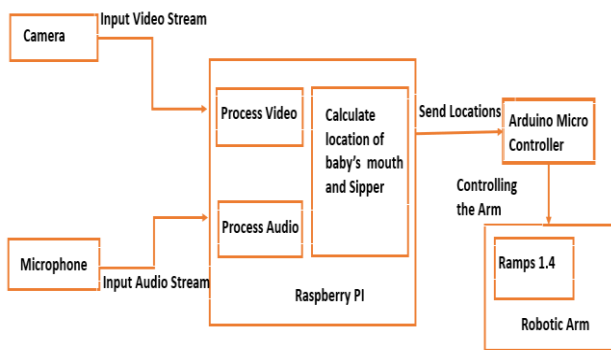 Input Video Stream
Camera
Process Video
Calculate
location of
baby's mouth
and Sipper
Send Locations
Arduino Micro
Controller
Controlling
the Arm
Process Audio
Microphone
Input Audio Stream
Raspberry PI
Ramps 1.4
Robotic Arm